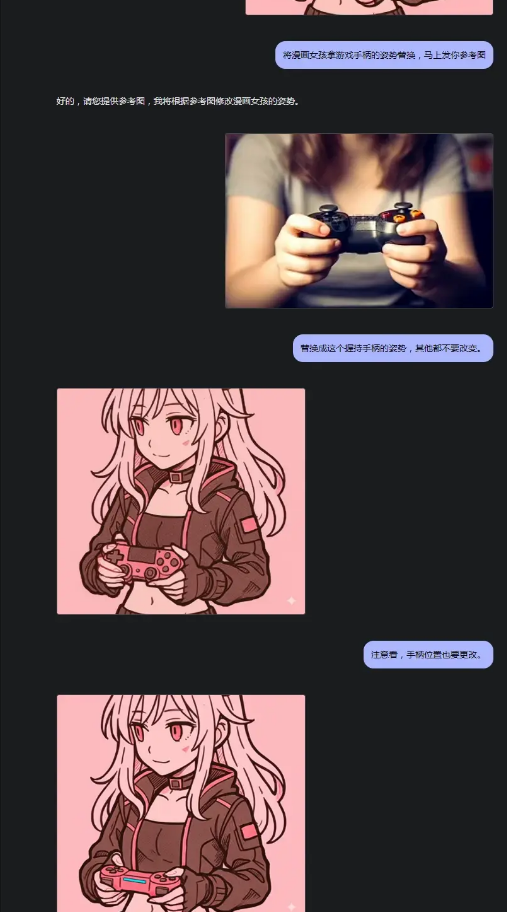 将漫画女孩拿游戏手柄的姿势替换，马上发你参考图
好的，请您提供参考图，我将根据参考图修改漫画女孩的姿势。
替换成这个握持手柄的姿势，其他都不要改变。
注意看，手柄位置也要更改。